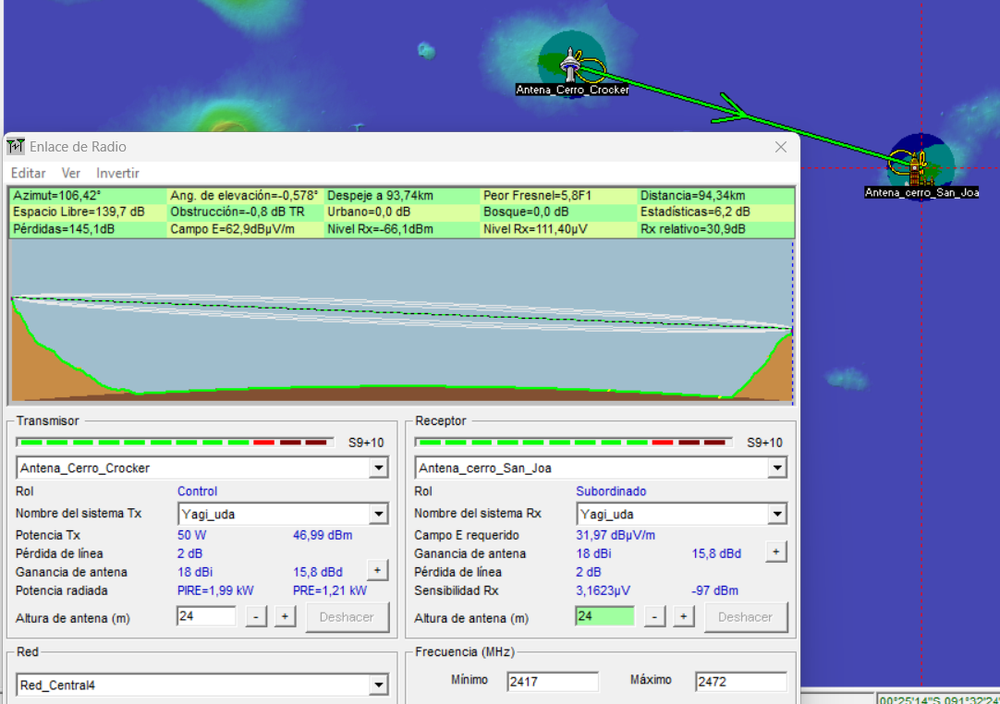 Antena_Cerro_Crocker
Antena_cerro_San_Joa
Enlace de Radio
Editar Ver Invertir
Azimut=106,42° Ang. de elevación=-0,578° Despeje a 93,74km Peor Fresnel=5,8F1 Distancia=94,34km
Espacio Libre=139,7 dB Obstrucción=-0,8 dB TR Urbano=0,0 dB Bosque=0,0 dB Estadísticas=6,2 dB
Pérdidas=145,1dB Campo E=62,9dBµV/m Nivel Rx=-66,1dBm Nivel Rx=111,40µV Rx relativo=30,9dB
Transmisor
S9+10
Antena_Cerro_Crocker
Rol Control
Nombre del sistema Tx Yagi_uda
Potencia Tx 50 W 46,99 dBm
Pérdida de línea 2 dB
Ganancia de antena 18 dBi 15,8 dBd +
Potencia radiada PIRE=1,99 kW PRE=1,21 kW
Altura de antena (m) 24 - + Deshacer
Receptor
S9+10
Antena_cerro_San_Joa
Rol Subordinado
Nombre del sistema Rx Yagi_uda
Campo E requerido 31,97 dBµV/m
Ganancia de antena 18 dBi 15,8 dBd +
Pérdida de línea 2 dB
Sensibilidad Rx 3,1623µV -97 dBm
Altura de antena (m) 24 - + Deshacer
Red
Red_Central4
Frecuencia (MHz)
Mínimo 2417 Máximo 2472
00°25'14"S 091°32'24"